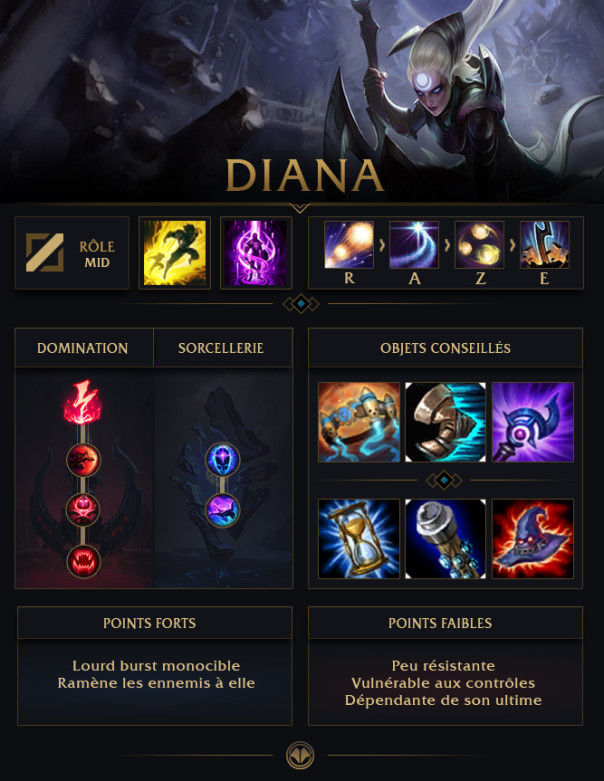 DIANA
RÔLE
MID
R
A
Z
E
DOMINATION
SORCELLERIE
OBJETS CONSEILLÉS
POINTS FORTS
Lourd burst monocible
Ramène les ennemis à elle
POINTS FAIBLES
Peu résistante
Vulnérable aux contrôles
Dépendante de son ultime